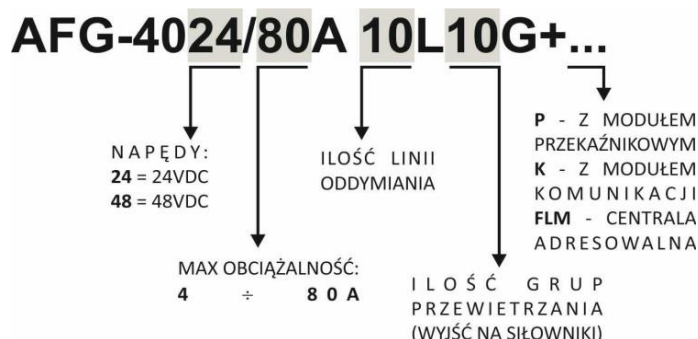 AFG-4024/80A 10L10G+...
NAPĘDY:
24 = 24VDC
48 = 48VDC
MAX OBCIĄŻALNOŚĆ:
4 ÷ 80A
ILOŚĆ LINII
ODDYMIANIA
ILOŚĆ GRUP
PRZEWIETRZANIA
(WYJŚĆ NA SIŁOWNIKI)
P - Z MODUŁEM
PRZEKAŹNIKOWYM
K - Z MODUŁEM
KOMUNIKACJI
FLM - CENTRALA
ADRESOWALNA